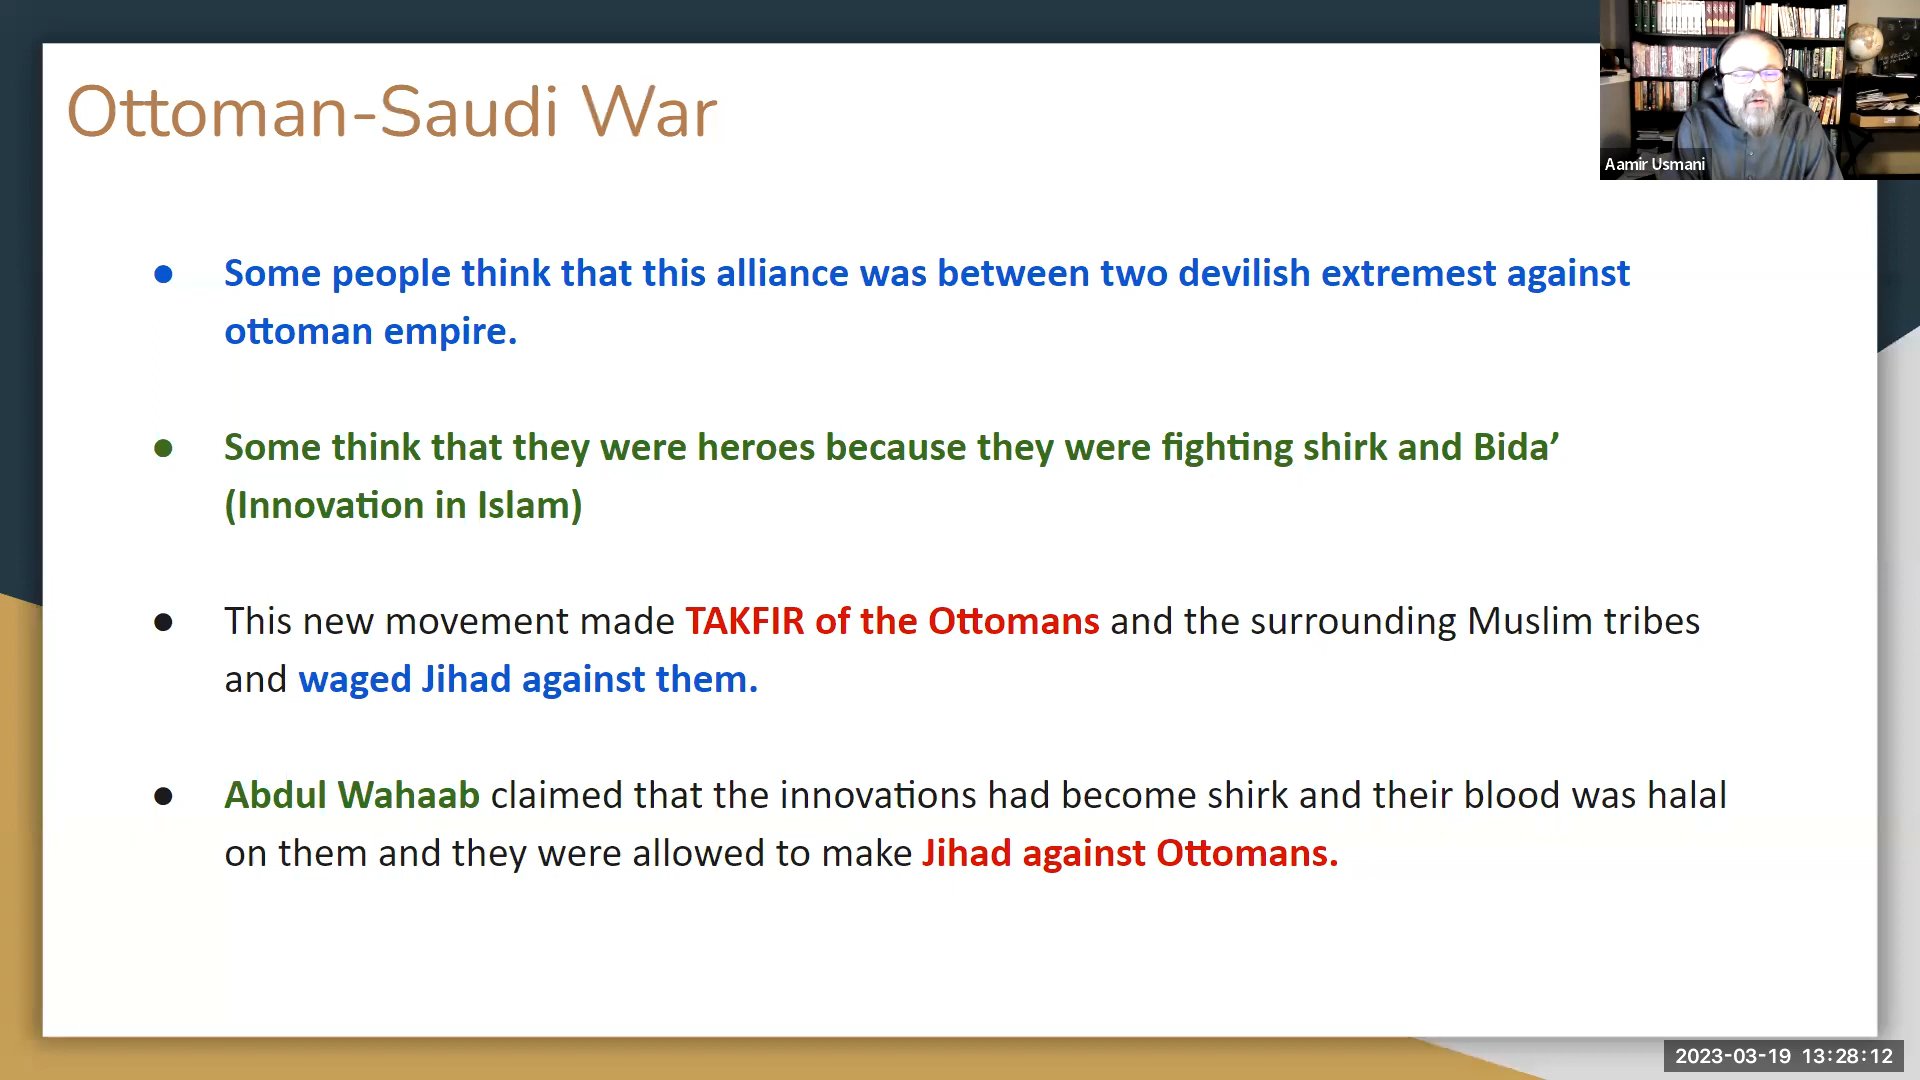 Ottoman-Saudi War
Aamir Usmani
● Some people think that this alliance was between two devilish extremest against
ottoman empire.
● Some think that they were heroes because they were fighting shirk and Bida’
(Innovation in Islam)
● This new movement made TAKFIR of the Ottomans and the surrounding Muslim tribes
and waged Jihad against them.
● Abdul Wahaab claimed that the innovations had become shirk and their blood was halal
on them and they were allowed to make Jihad against Ottomans.
2023-03-19 13:28:12